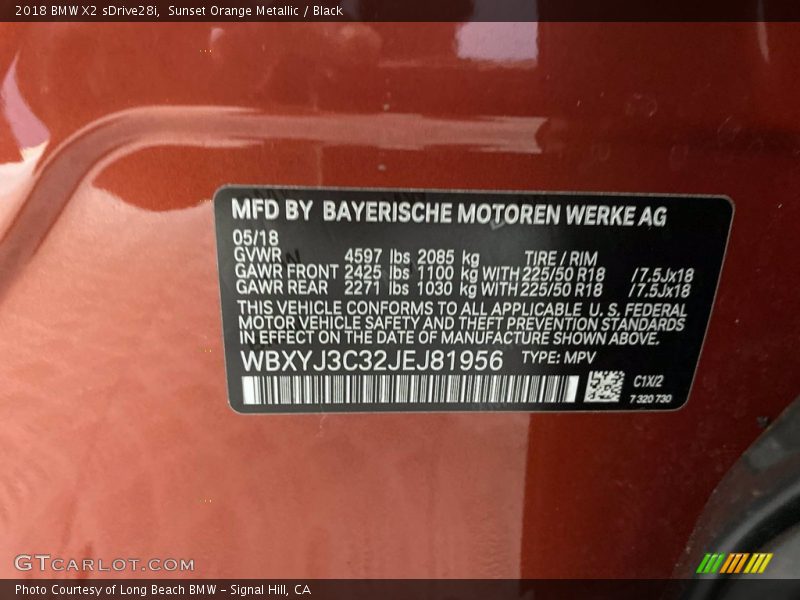 2018 BMW X2 sDrive28i,  Sunset Orange Metallic / Black
MFD BY BAYERISCHE MOTOREN WERKE AG
05/18
GVWR 4597 lbs 2085 kg TIRE / RIM
GAWR FRONT 2425 lbs 1100 kg WITH 225/50 R18 /7.5Jx18
GAWR REAR 2271 lbs 1030 kg WITH 225/50 R18 /7.5Jx18
THIS VEHICLE CONFORMS TO ALL APPLICABLE U. S. FEDERAL
MOTOR VEHICLE SAFETY AND THEFT PREVENTION STANDARDS
IN EFFECT ON THE DATE OF MANUFACTURE SHOWN ABOVE.
WBXYJ3C32JEJ81956 TYPE: MPV
C1X/2
7 320 730
GTCARLOT.COM
Photo Courtesy of Long Beach BMW - Signal Hill, CA